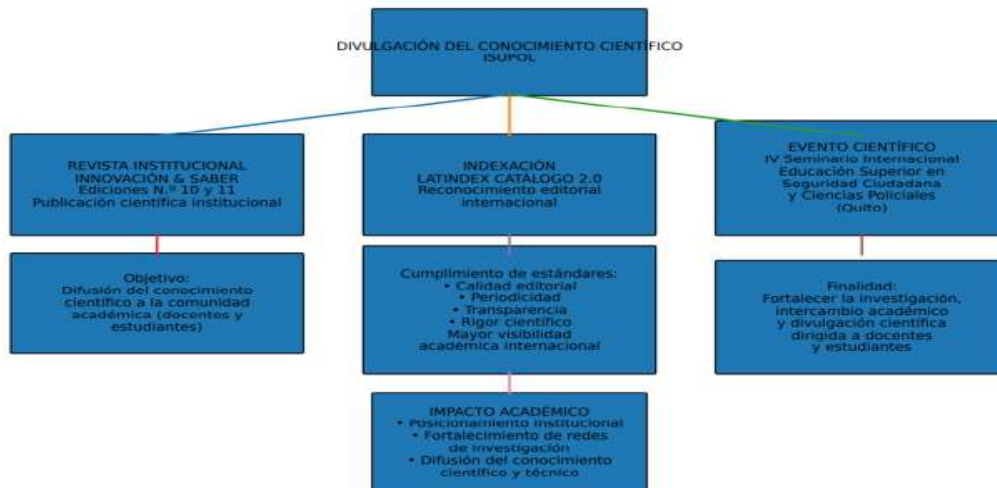 DIVULGACIÓN DEL CONOCIMIENTO CIENTÍFICO
ISUPOL
REVISTA INSTITUCIONAL
INNOVACIÓN & SABER
Ediciones N.º 10 y 11
Publicación científica institucional
Objetivo:
Difusión del conocimiento
científico a la comunidad
académica (docentes y
estudiantes)
INDEXACIÓN
LATINDEX CATÁLOGO 2.0
Reconocimiento editorial
internacional
Cumplimiento de estándares:
• Calidad editorial
• Periodicidad
• Transparencia
• Rigor científico
Mayor visibilidad
académica internacional
IMPACTO ACADÉMICO
• Posicionamiento institucional
• Fortalecimiento de redes
de investigación
• Difusión del conocimiento
científico y técnico
EVENTO CIENTÍFICO
IV Seminario Internacional
Educación Superior en
Seguridad Ciudadana
y Ciencias Policiales
(Quito)
Finalidad:
Fortalecer la investigación,
intercambio académico
y divulgación científica
dirigida a docentes
y estudiantes